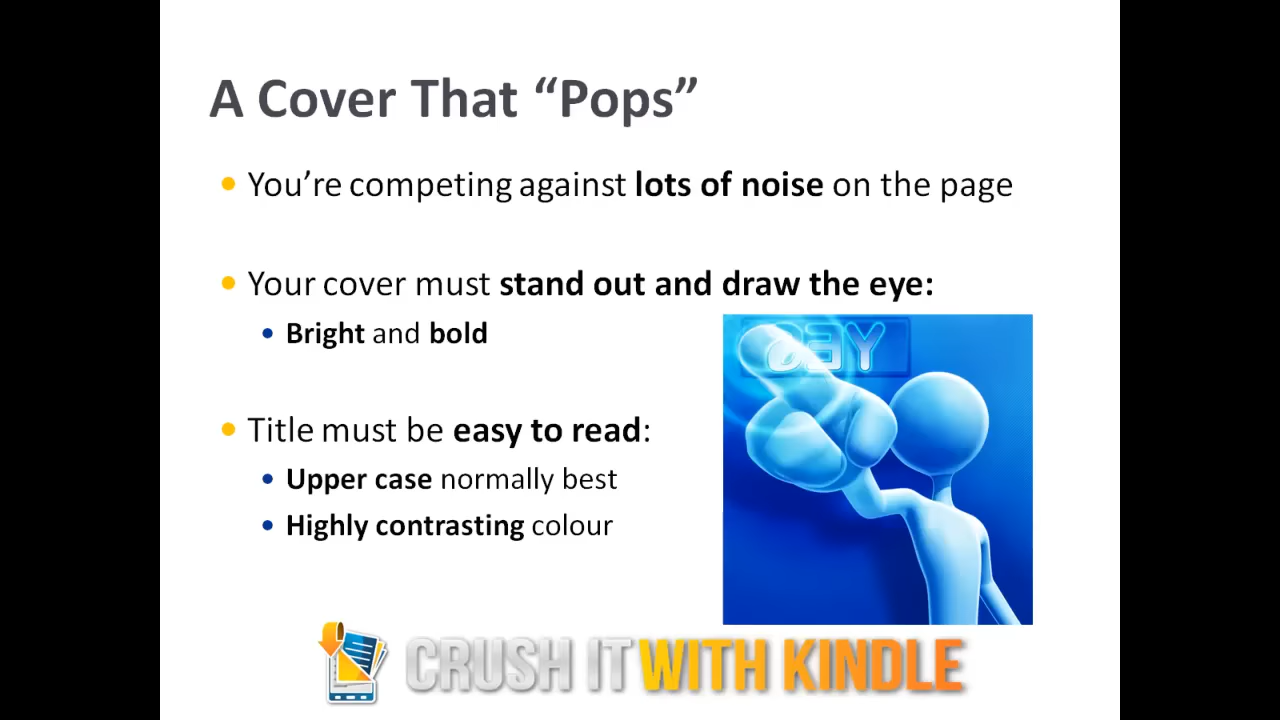 A Cover That “Pops”
You’re competing against lots of noise on the page
Your cover must stand out and draw the eye:
Bright and bold
YES
Title must be easy to read:
Upper case normally best
Highly contrasting colour
CRUSH IT WITH KINDLE